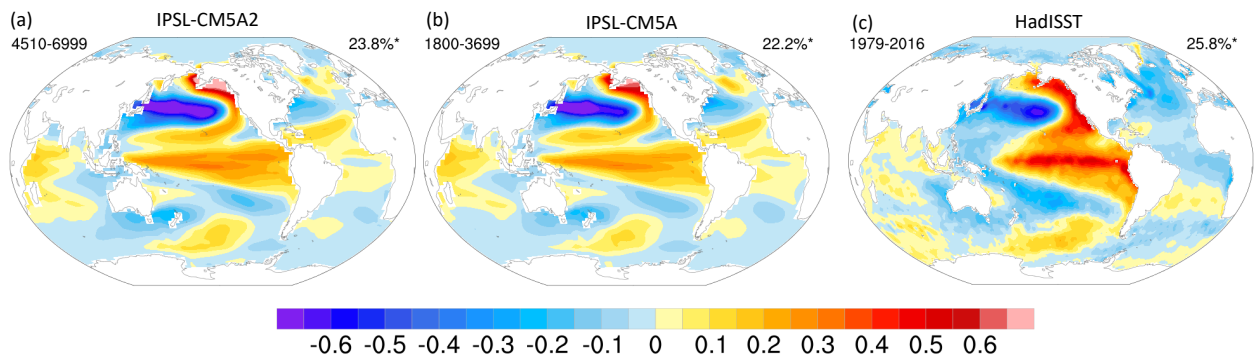 (a) IPSL-CM5A2
4510-6999 23.8%*
(b) IPSL-CM5A
1800-3699 22.2%*
(c) HadISST
1979-2016 25.8%*
-0.6 -0.5 -0.4 -0.3 -0.2 -0.1 0 0.1 0.2 0.3 0.4 0.5 0.6